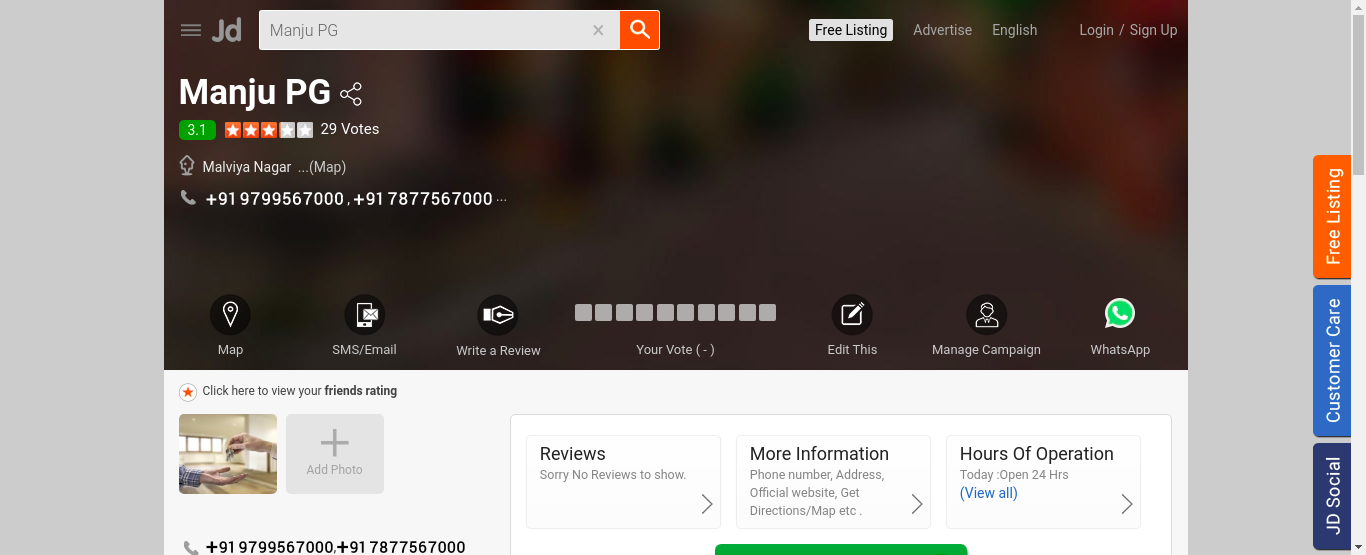 Jd
Manju PG
Free Listing
Advertise
English
Login / Sign Up
Manju PG
3.1
29 Votes
Malviya Nagar ...(Map)
+91 9799567000 , +91 7877567000 ...
Map
SMS/Email
Write a Review
Your Vote ( - )
Edit This
Manage Campaign
WhatsApp
Click here to view your friends rating
Add Photo
Reviews
Sorry No Reviews to show.
More Information
Phone number, Address,
Official website, Get
Directions/Map etc .
Hours Of Operation
Today :Open 24 Hrs
(View all)
+91 9799567000,+91 7877567000
Free Listing
Customer Care
JD Social